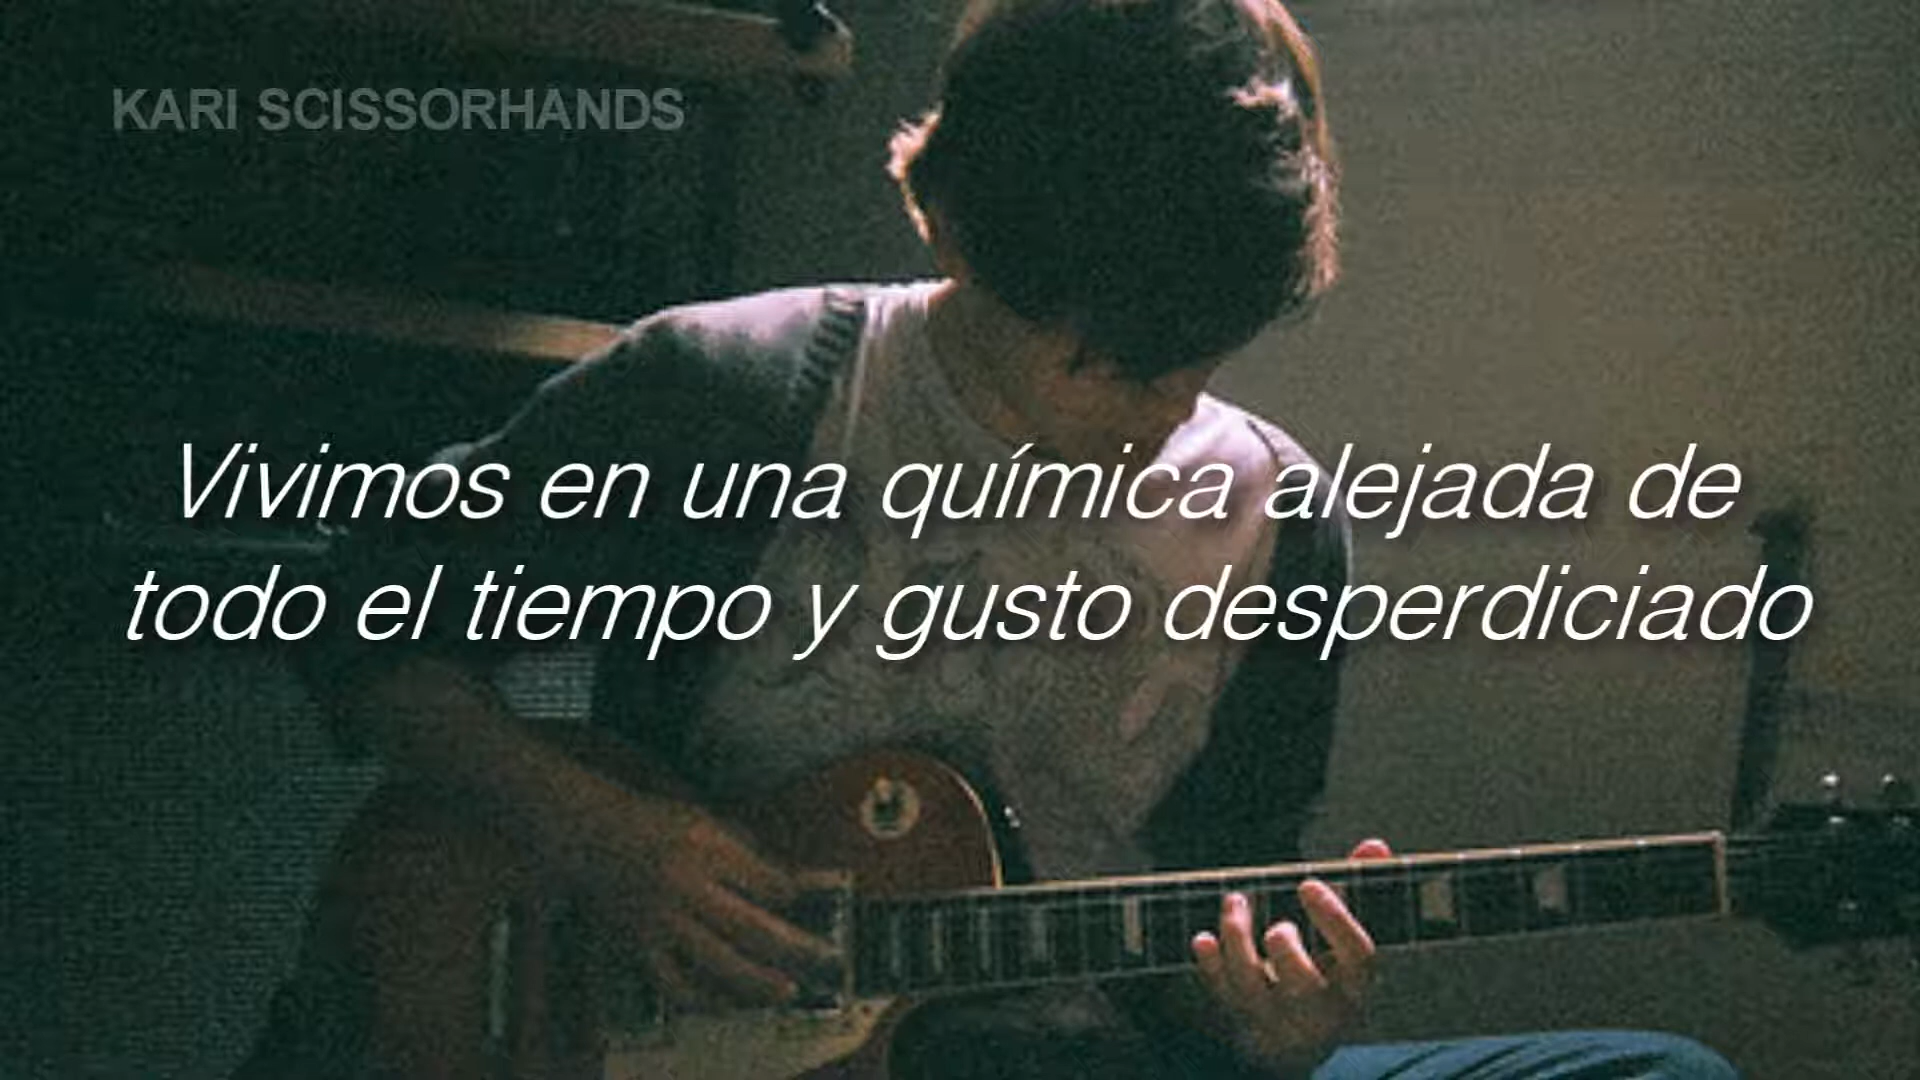 KARI SCISSORHANDS
Vivimos en una química alejada de
todo el tiempo y gusto desperdiciado